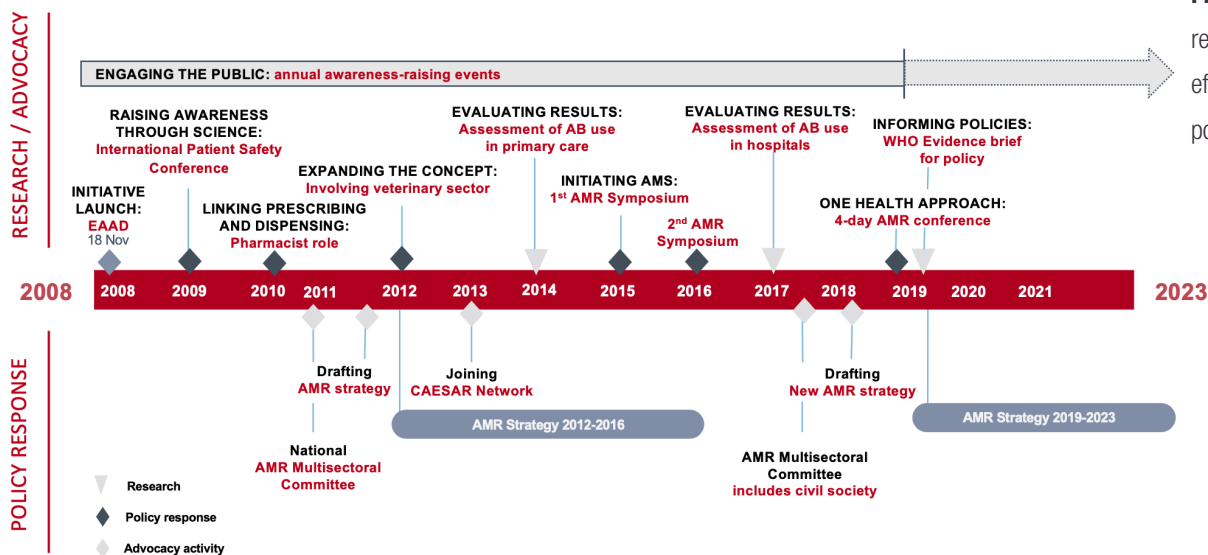 RESEARCH / ADVOCACY
ENGAGING THE PUBLIC: annual awareness-raising events
re
ef
po
RAISING AWARENESS
THROUGH SCIENCE:
International Patient Safety
Conference
EVALUATING RESULTS:
Assessment of AB use
in primary care
EVALUATING RESULTS:
Assessment of AB use
in hospitals
INFORMING POLICIES:
WHO Evidence brief
for policy
EXPANDING THE CONCEPT:
Involving veterinary sector
INITIATING AMS:
1st AMR Symposium
INITIATIVE
LAUNCH:
EAAD
18 Nov
LINKING PRESCRIBING
AND DISPENSING:
Pharmacist role
2nd AMR
Symposium
ONE HEALTH APPROACH:
4-day AMR conference
2008
2008 2009 2010 2011 2012 2013 2014 2015 2016 2017 2018 2019 2020 2021
2023
POLICY RESPONSE
Drafting
AMR strategy
Joining
CAESAR Network
Drafting
New AMR strategy
AMR Strategy 2012-2016
AMR Strategy 2019-2023
National
AMR Multisectoral
Committee
AMR Multisectoral
Committee
includes civil society
Research
Policy response
Advocacy activity